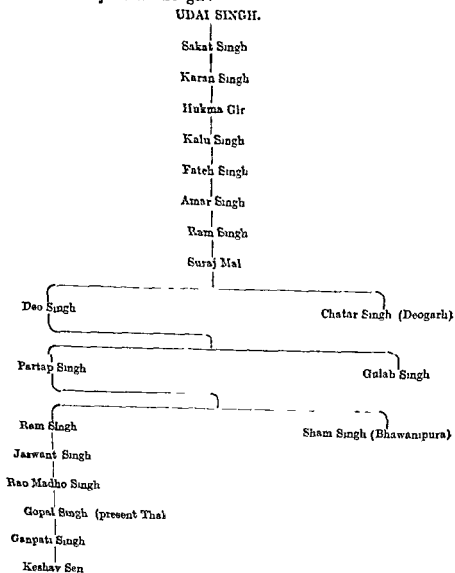 UDAI SINGH.
Sakat Singh
Karan Singh
Hukma Gir
Kalu Singh
Fateh Singh
Amar Singh
Ram Singh
Suraj Mal
Deo Singh
Chatar Singh (Deogarh)
Partap Singh
Gulab Singh
Ram Singh
Sham Singh (Bhawanipura)
Jaswant Singh
Rao Madho Singh
Gopal Singh (present Thak
Ganpati Singh
Keshav Sen